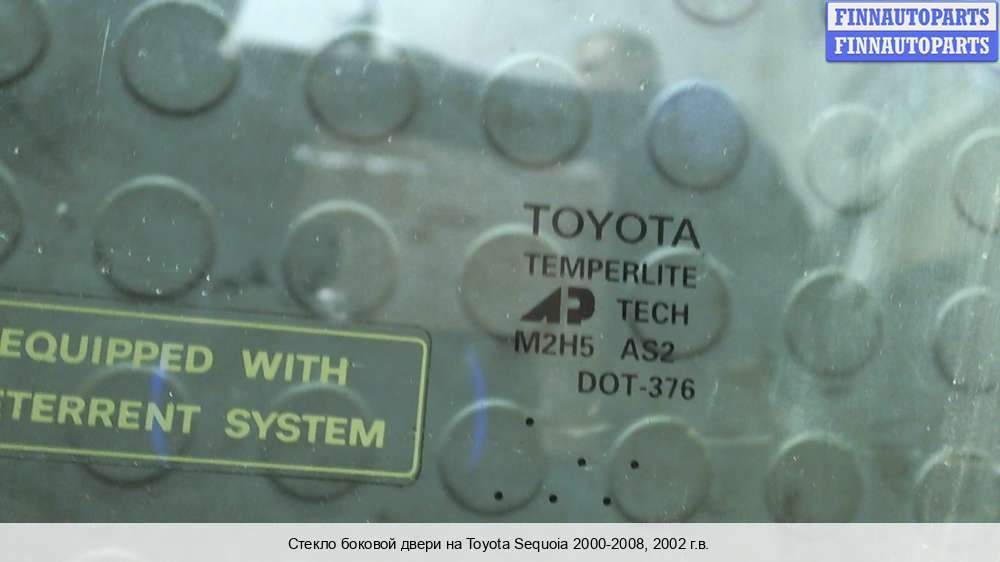 FINNAUTOPARTS
FINNAUTOPARTS
TOYOTA
TEMPERLITE
AP TECH
M2H5 AS2
DOT-376
EQUIPPED WITH
TERRENT SYSTEM
Стекло боковой двери на Toyota Sequoia 2000-2008, 2002 г.в.